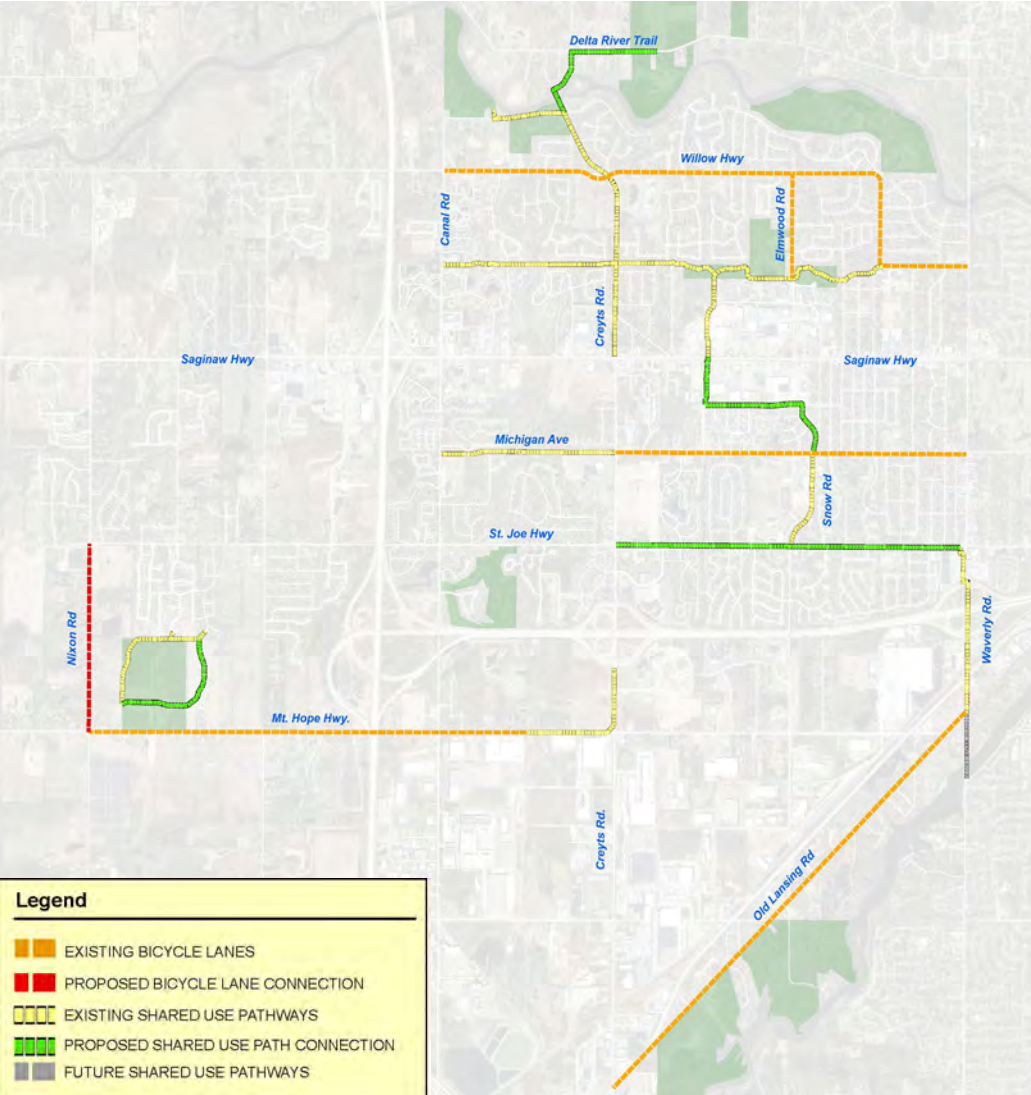 Delta River Trail
Willow Hwy
Canal Rd
Elmwood Rd
Creyts Rd.
Saginaw Hwy
Saginaw Hwy
Michigan Ave
Snow Rd
St. Joe Hwy
Nixon Rd
Waverly Rd.
Mt. Hope Hwy.
Creyts Rd.
Old Lansing Rd
Legend
EXISTING BICYCLE LANES
PROPOSED BICYCLE LANE CONNECTION
EXISTING SHARED USE PATHWAYS
PROPOSED SHARED USE PATH CONNECTION
FUTURE SHARED USE PATHWAYS